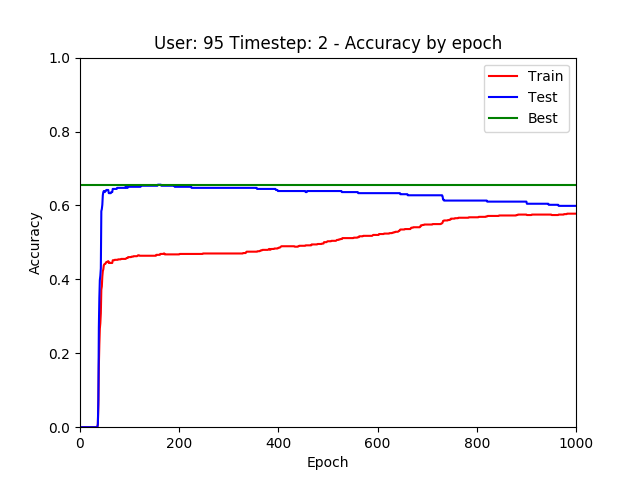 User: 95 Timestep: 2 - Accuracy by epoch
1.0
0.8
0.6
0.4
0.2
0.0
Accuracy
Train
Test
Best
0 200 400 600 800 1000
Epoch